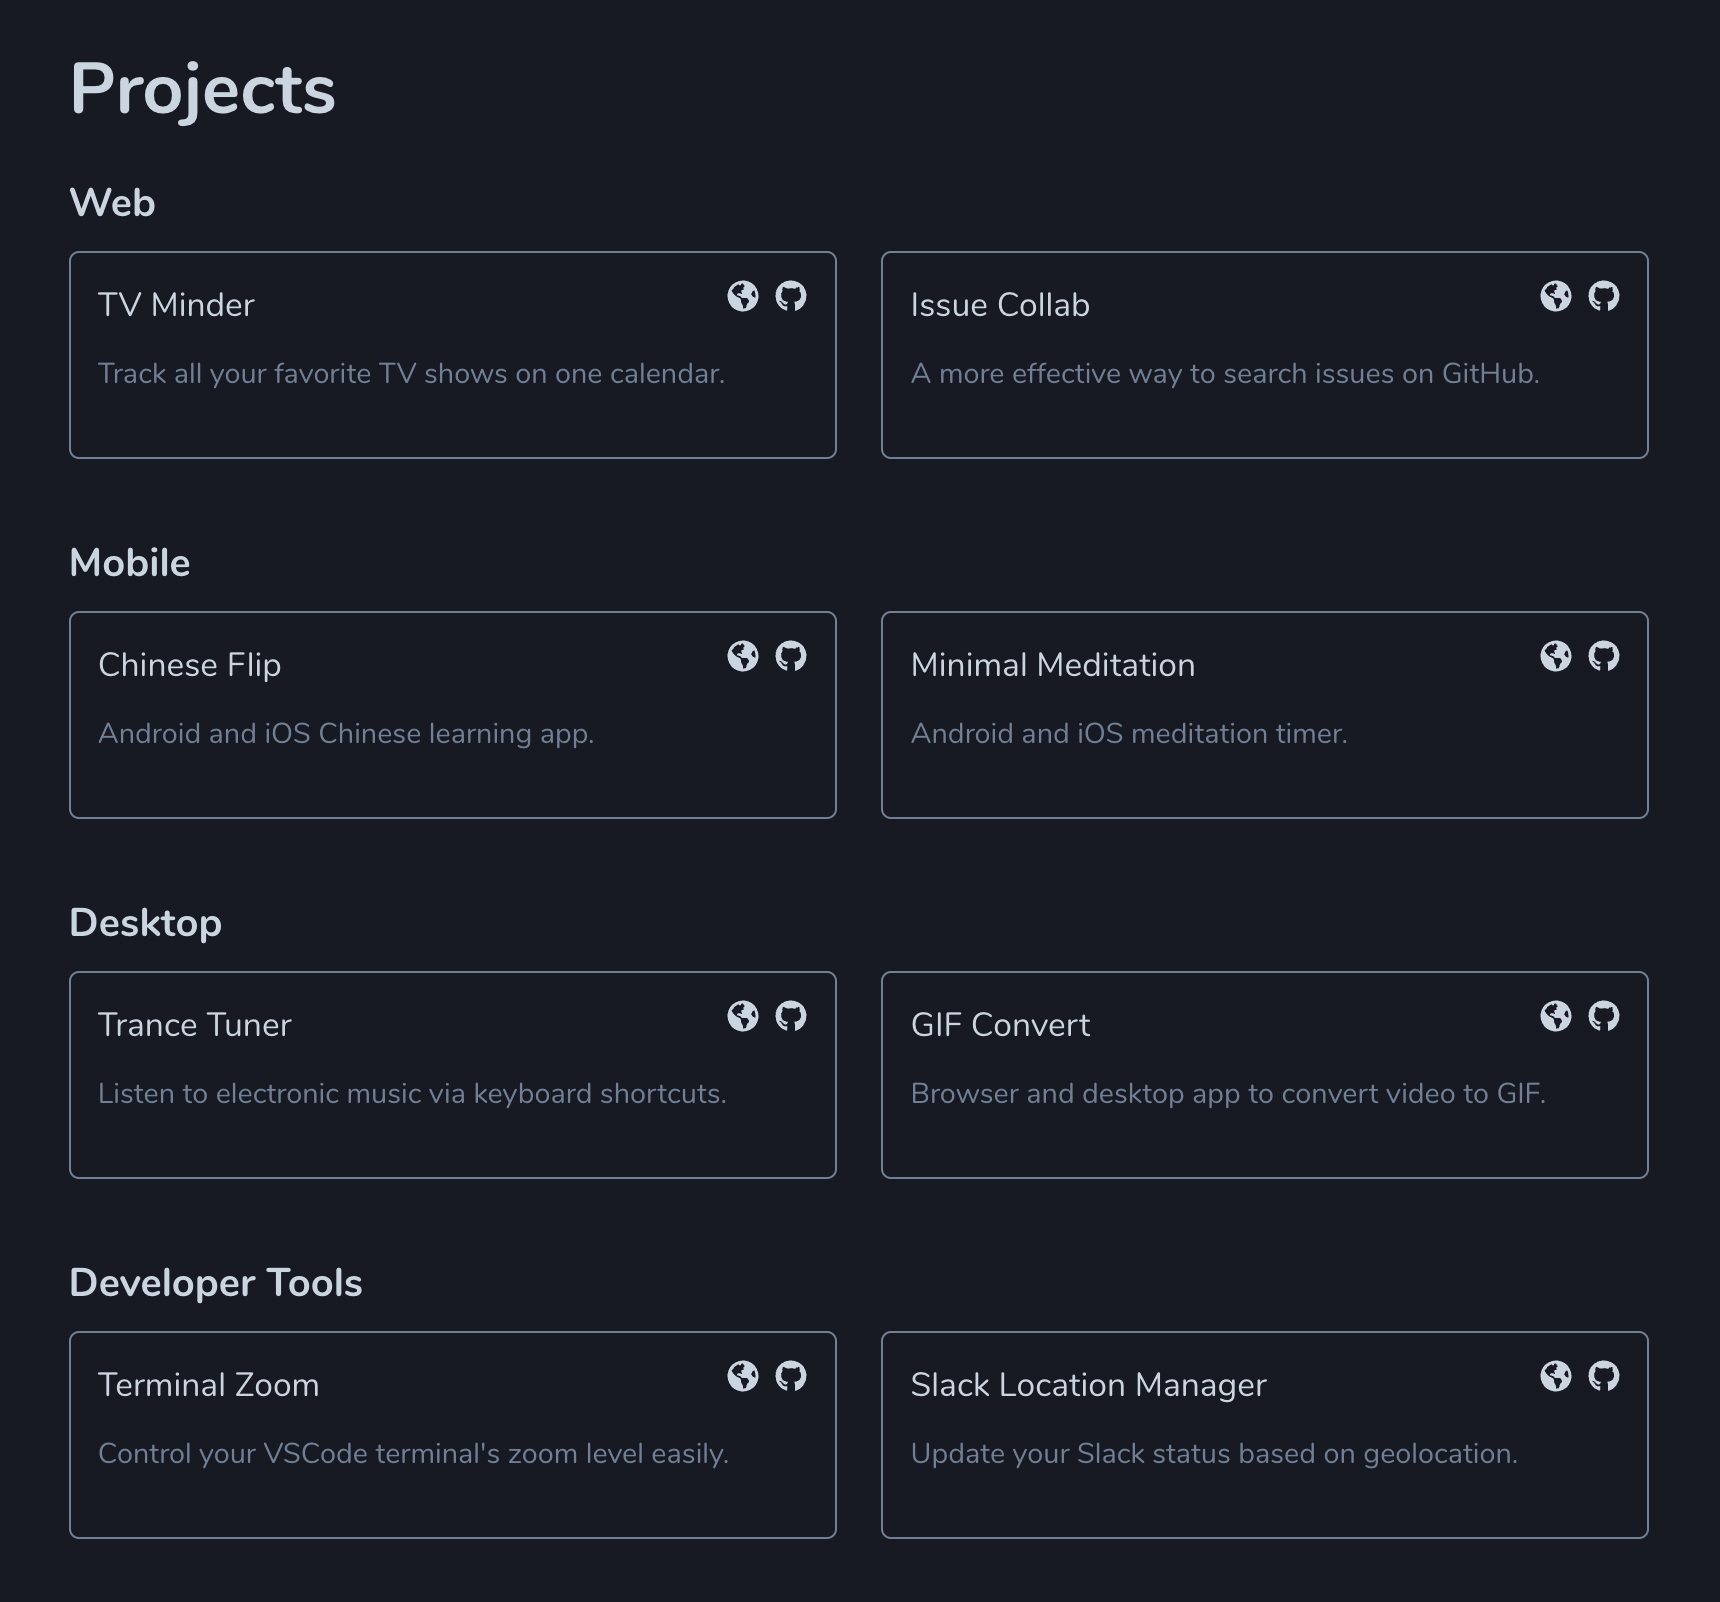 Projects
Web
TV Minder
Track all your favorite TV shows on one calendar.
Issue Collab
A more effective way to search issues on GitHub.
Mobile
Chinese Flip
Android and iOS Chinese learning app.
Minimal Meditation
Android and iOS meditation timer.
Desktop
Trance Tuner
Listen to electronic music via keyboard shortcuts.
GIF Convert
Browser and desktop app to convert video to GIF.
Developer Tools
Terminal Zoom
Control your VSCode terminal's zoom level easily.
Slack Location Manager
Update your Slack status based on geolocation.